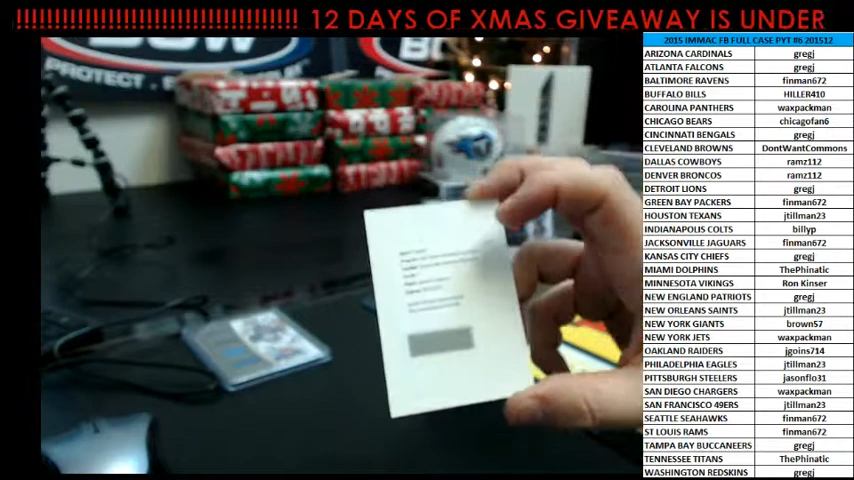 !!!!!!!!!!!!!!!!!!!!!!!!!!!!!!!!! 12 DAYS OF XMAS GIVEAWAY IS UNDER
BCW
PROTECT
2015 IMMAC FB FULL CASE PYT #6 201512
ARIZONA CARDINALS gregj
ATLANTA FALCONS gregj
BALTIMORE RAVENS finman672
BUFFALO BILLS HILLER410
CAROLINA PANTHERS waxpackman
CHICAGO BEARS chicagofan6
CINCINNATI BENGALS gregj
CLEVELAND BROWNS DontWantCommons
DALLAS COWBOYS ramz112
DENVER BRONCOS ramz112
DETROIT LIONS gregj
GREEN BAY PACKERS finman672
HOUSTON TEXANS jtillman23
INDIANAPOLIS COLTS billyp
JACKSONVILLE JAGUARS finman672
KANSAS CITY CHIEFS gregj
MIAMI DOLPHINS ThePhinatic
MINNESOTA VIKINGS Ron Kinser
NEW ENGLAND PATRIOTS gregj
NEW ORLEANS SAINTS jtillman23
NEW YORK GIANTS brown57
NEW YORK JETS waxpackman
OAKLAND RAIDERS jgoins714
PHILADELPHIA EAGLES jtillman23
PITTSBURGH STEELERS jasonflo31
SAN DIEGO CHARGERS waxpackman
SAN FRANCISCO 49ERS jtillman23
SEATTLE SEAHAWKS finman672
ST LOUIS RAMS finman672
TAMPA BAY BUCCANEERS gregj
TENNESSEE TITANS ThePhinatic
WASHINGTON REDSKINS gregj